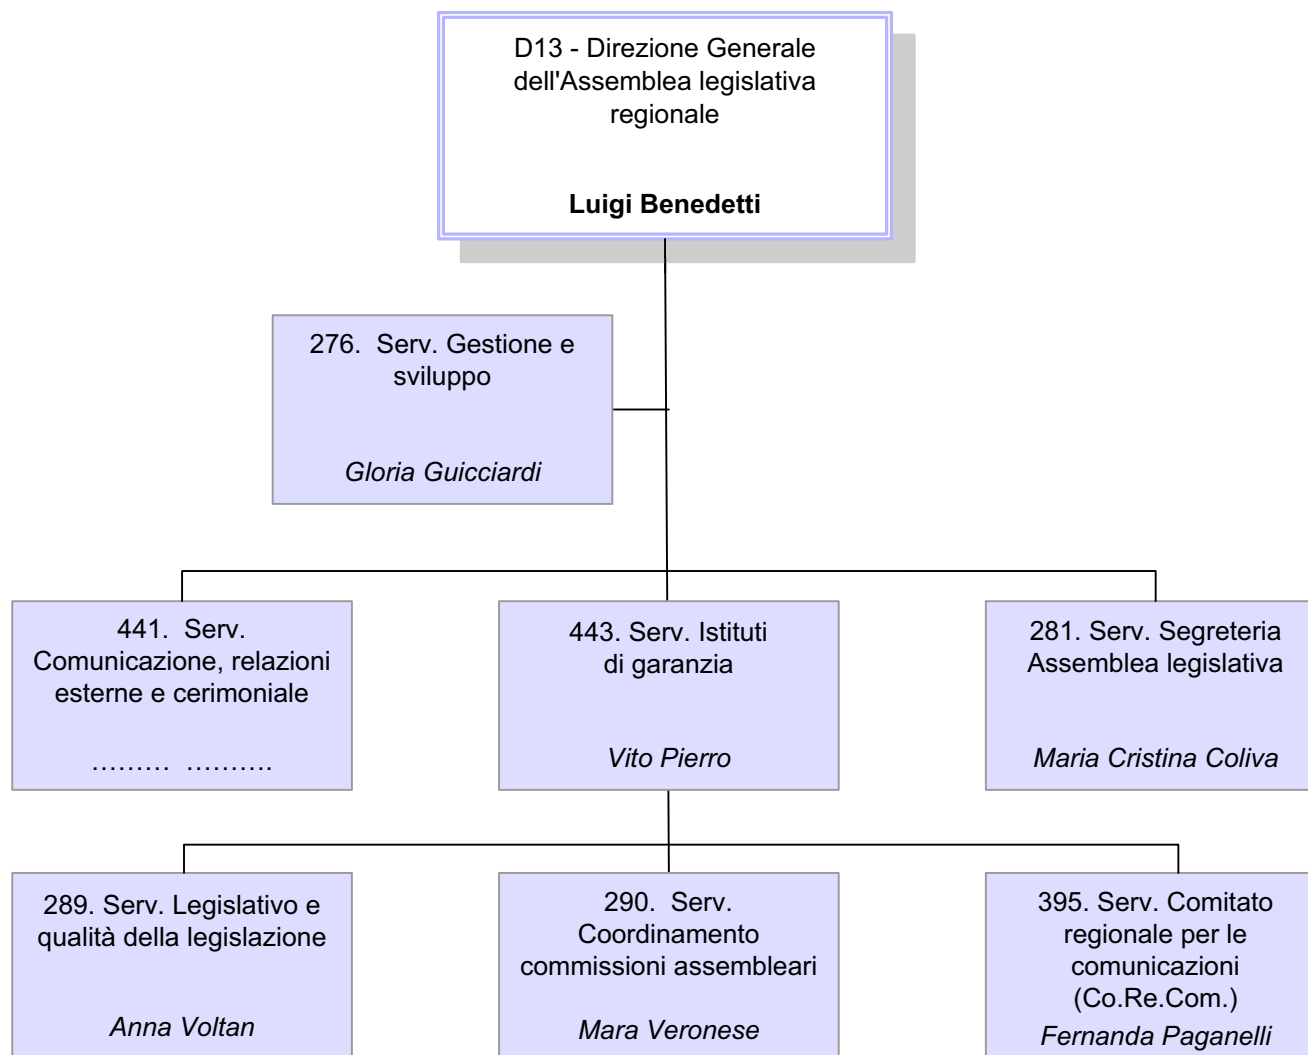 D13 - Direzione Generale
dell'Assemblea legislativa
regionale
Luigi Benedetti
276.  Serv. Gestione e
sviluppo
Gloria Guicciardi
441.  Serv.
Comunicazione, relazioni
esterne e cerimoniale
………  ……….
443. Serv. Istituti
di garanzia
Vito Pierro
281. Serv. Segreteria
Assemblea legislativa
Maria Cristina Coliva
289. Serv. Legislativo e
qualità della legislazione
Anna Voltan
290.  Serv.
Coordinamento
commissioni assembleari
Mara Veronese
395. Serv. Comitato
regionale per le
comunicazioni
(Co.Re.Com.)
Fernanda Paganelli